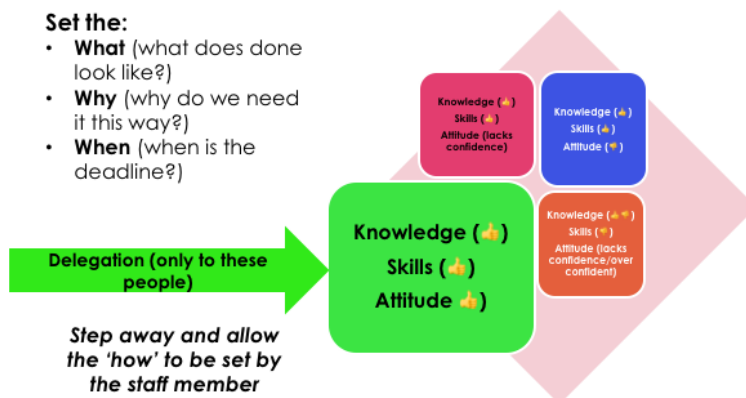 Set the:
• What (what does done
look like?)
• Why (why do we need
it this way?)
• When (when is the
deadline?)
Delegation (only to these
people)
Step away and allow
the ‘how’ to be set by
the staff member
Knowledge (👍)
Skills (👍)
Attitude (lacks
confidence)
Knowledge (👍)
Skills (👍)
Attitude (👎)
Knowledge (👍)
Skills (👍)
Attitude 👍)
Knowledge (👍👎)
Skills (👎)
Attitude (lacks
confidence/over
confident)